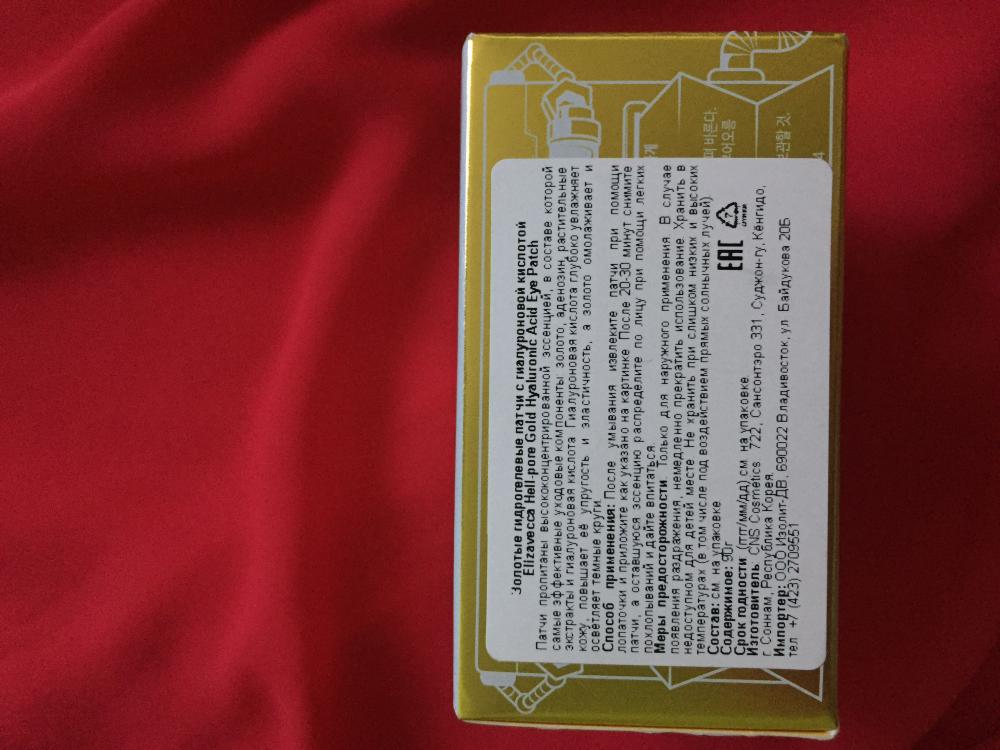 Золотые гидрогелевые патчи с гиалуроновой кислотой
Elizavecca Hell-pore Gold Hyaluronic Acid Eye Patch
Патчи пропитаны высококонцентрированной эссенцией, в составе которой
самые эффективные уходовые компоненты: золото, аденозин, растительные
экстракты и гиалуроновая кислота. Гиалуроновая кислота глубоко увлажняет
кожу, повышает её упругость и эластичность, а золото омолаживает и
осветляет темные круги.
Способ применения: После умывания извлеките патчи при помощи
лопаточки и приложите как указано на картинке. После 20-30 минут снимите
патчи, а оставшуюся эссенцию распределите по лицу при помощи легких
похлопываний и дайте впитаться.
Меры предосторожности. Только для наружного применения. В случае
появления раздражения, немедленно прекратить использование. Хранить в
недоступном для детей месте. Не хранить при слишком низких и высоких
температурах (в том числе под воздействием прямых солнечных лучей).
Состав: см. на упаковке
Содержимое: 90г
Срок годности (гггг/мм/дд) см. на упаковке.
Изготовитель: CNS Cosmetics 722, Сансонтэро 331, Суджон-гу, Кёнгидо,
г. Соннам, Республика Корея.
Импортер: ООО Изолит-ДВ, 690022 Владивосток, ул. Байдукова 20Б
тел. +7 (423) 2709551
EAC
바른다.
보관할 것.